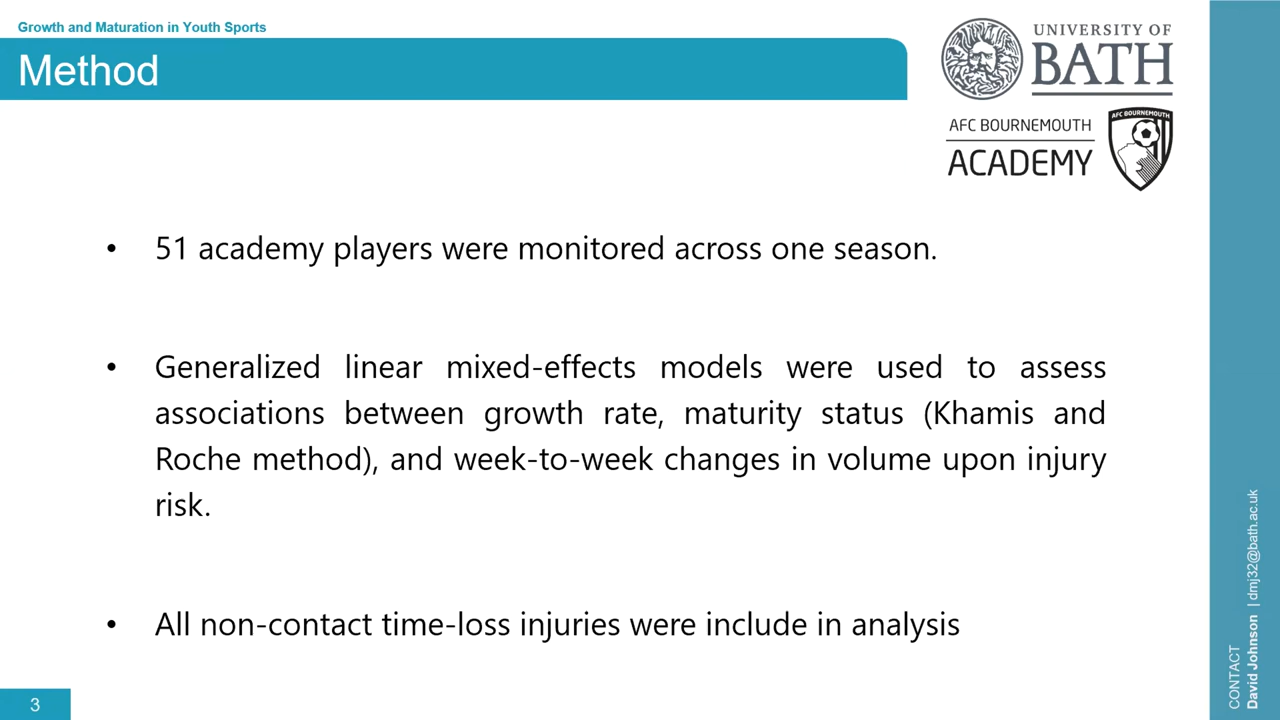 Growth and Maturation in Youth Sports
Method
UNIVERSITY OF
BATH
AFC BOURNEMOUTH
ACADEMY
AFC BOURNEMOUTH
• 51 academy players were monitored across one season.
• Generalized linear mixed-effects models were used to assess
associations between growth rate, maturity status (Khamis and
Roche method), and week-to-week changes in volume upon injury
risk.
• All non-contact time-loss injuries were include in analysis
CONTACT
David Johnson | dmj32@bath.ac.uk
3